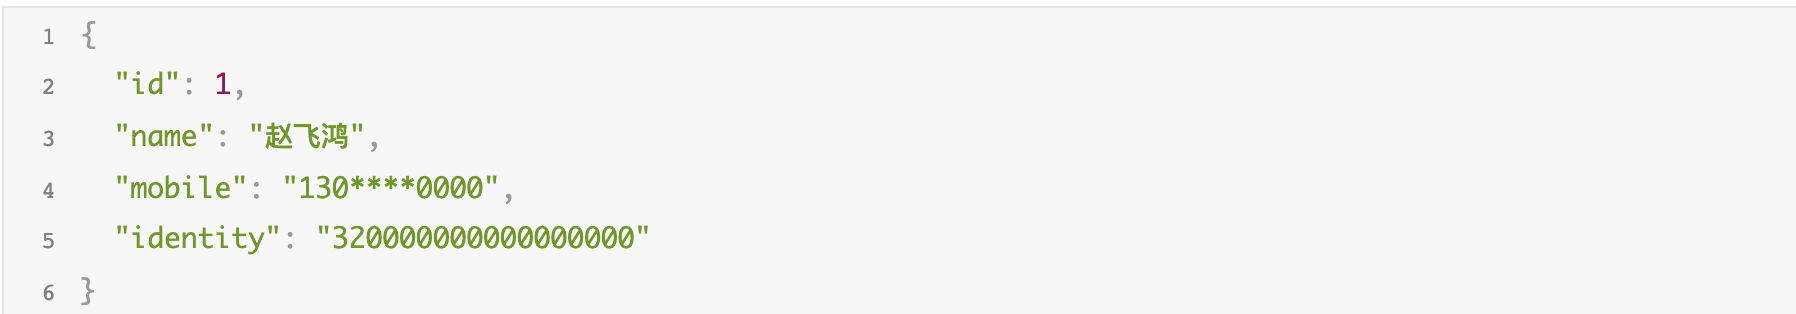 1 {
2   "id": 1,
3   "name": "赵飞鸿",
4   "mobile": "130****0000",
5   "identity": "320000000000000000"
6 }